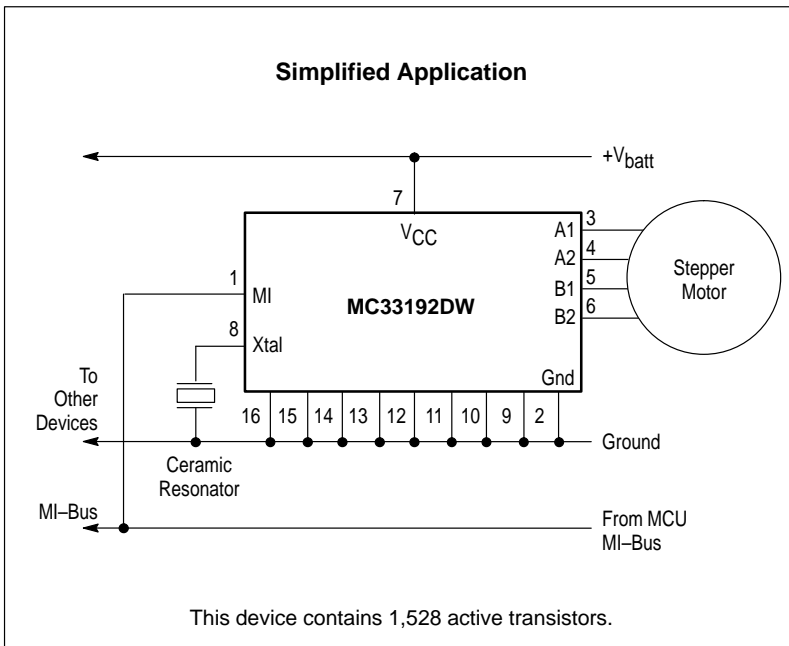 Simplified Application
+Vbatt
7
VCC
A1 3
A2 4
B1 5
B2 6
Stepper
Motor
1
MI
MC33192DW
8
Xtal
Gnd
To
Other
Devices
16 15 14 13 12 11 10 9 2
Ground
Ceramic
Resonator
MI–Bus
From MCU
MI–Bus
This device contains 1,528 active transistors.